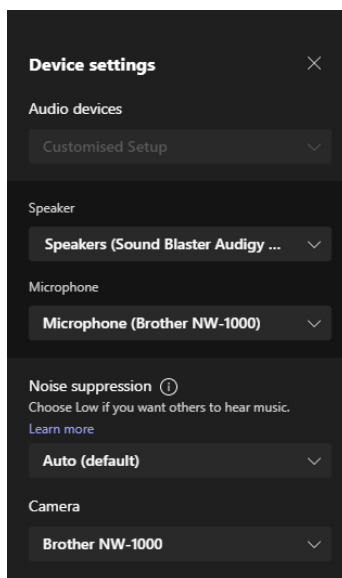 Device settings
Audio devices
Customised Setup
Speaker
Speakers (Sound Blaster Audigy ...
Microphone
Microphone (Brother NW-1000)
Noise suppression
Choose Low if you want others to hear music.
Learn more
Auto (default)
Camera
Brother NW-1000